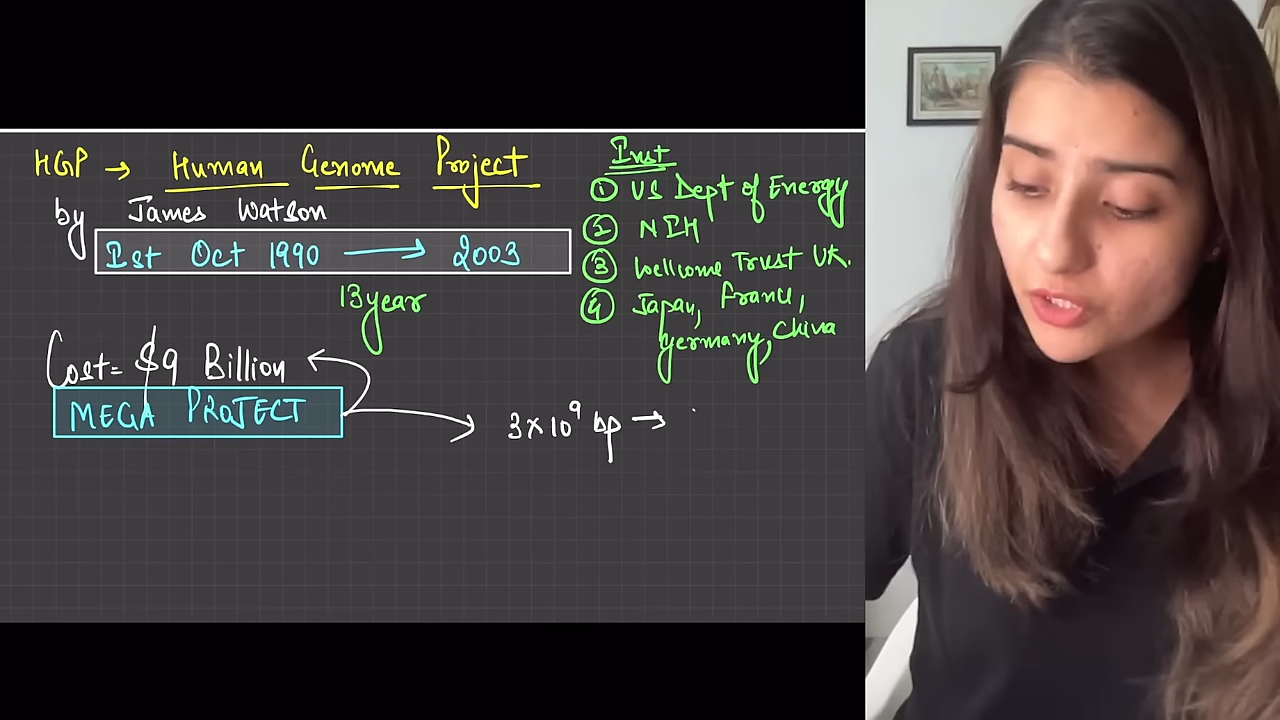 HGP → Human Genome Project
by James Watson
1st Oct 1990 → 2003
13year
Cost = $9 Billion
MEGA PROJECT
3×10⁹ bp →
Inst
① US Dept of Energy
② NIH
③ Wellcome Trust UK.
④ Japan, France,
germany, China